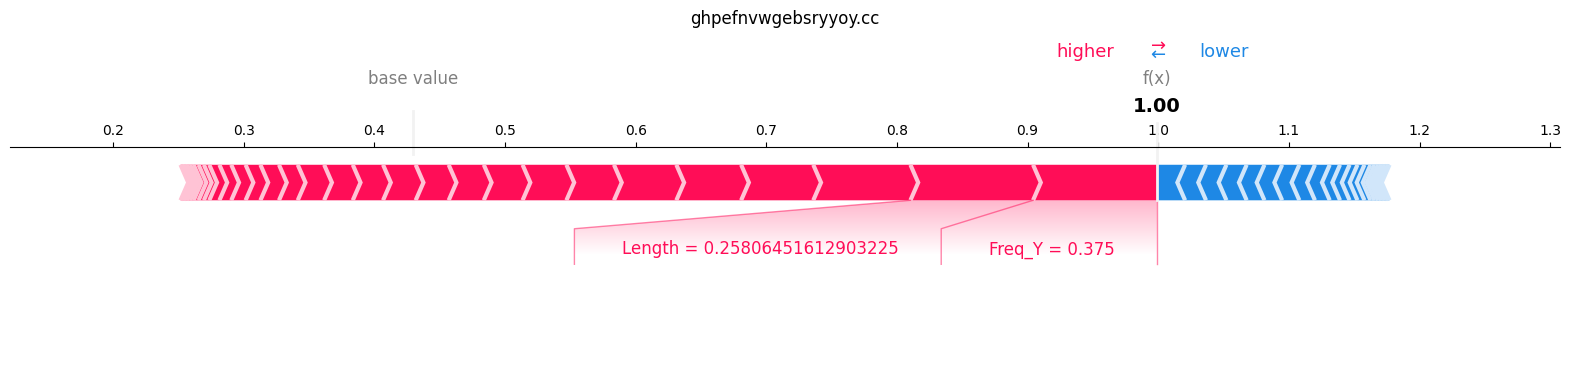 ghpefnvwgebsryyoy.cc
higher ⇄ lower
base value f(x)
1.00
0.2 0.3 0.4 0.5 0.6 0.7 0.8 0.9 1.0 1.1 1.2 1.3
Length = 0.25806451612903225 Freq_Y = 0.375